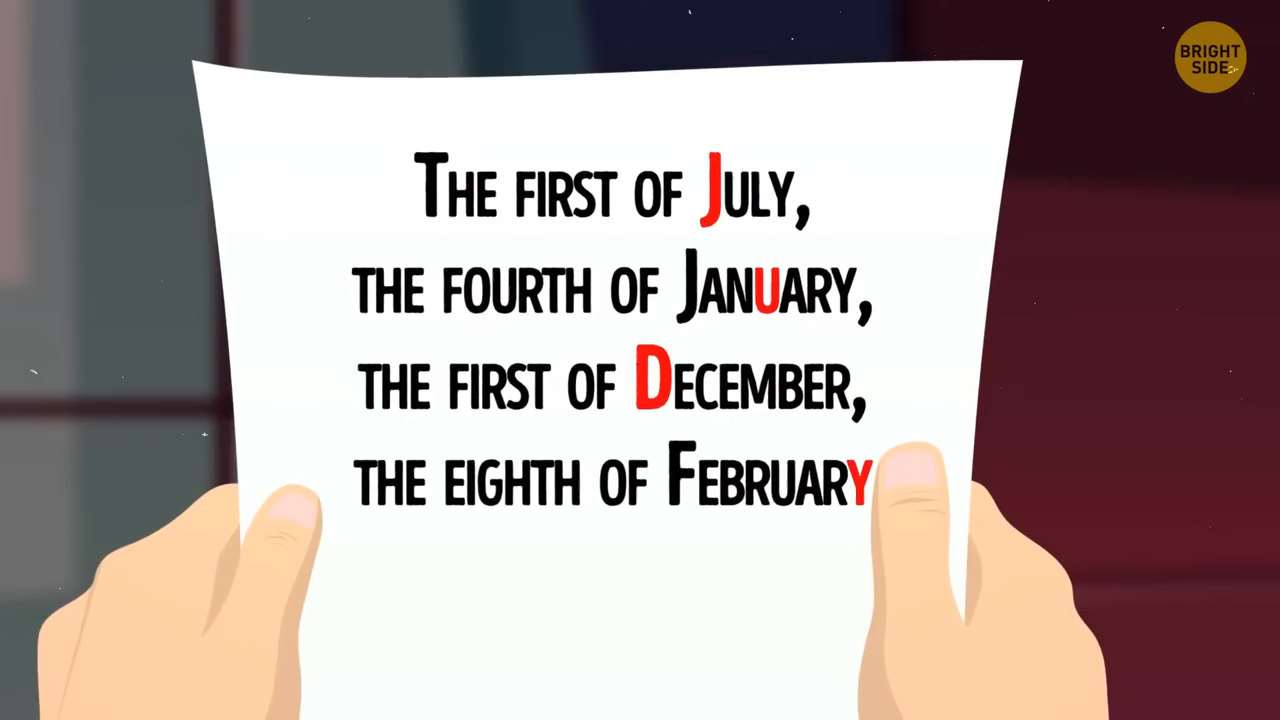 BRIGHT
SIDE
The first of July,
the fourth of January,
the first of December,
the eighth of February